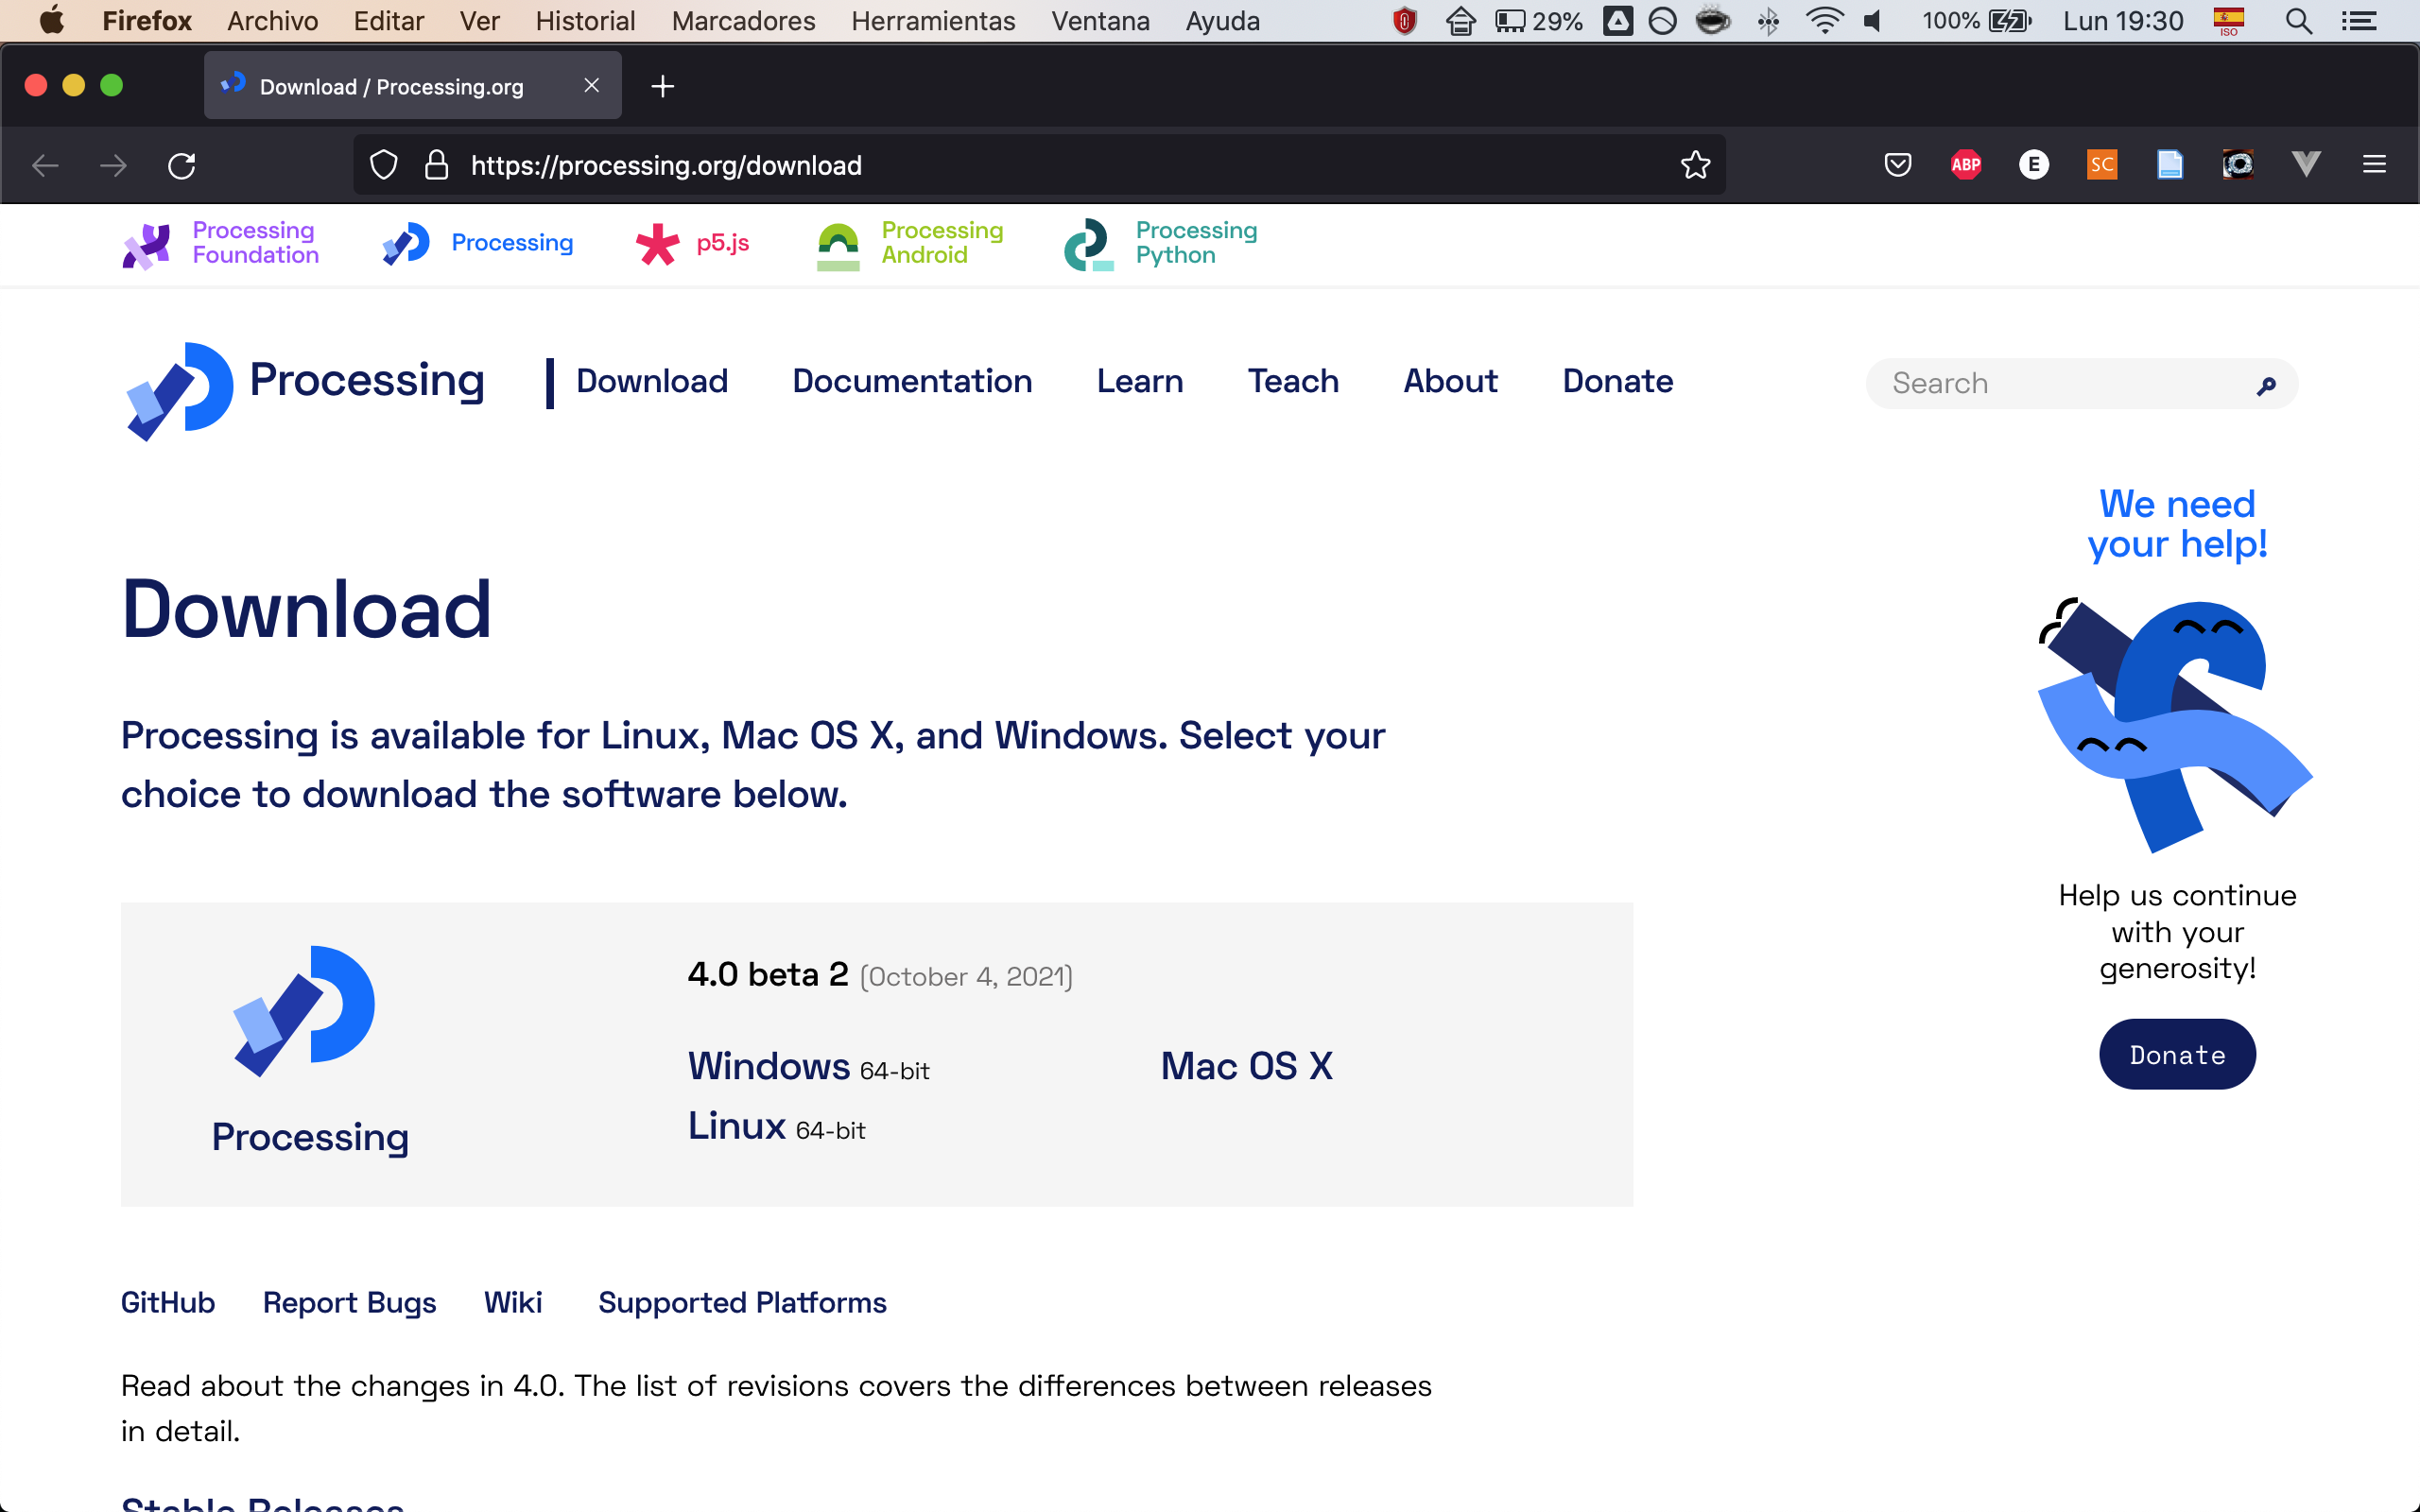 Firefox Archivo Editar Ver Historial Marcadores Herramientas Ventana Ayuda 29% 100% Lun 19:30 ISO
Download / Processing.org
https://processing.org/download ABP E SC
Processing Foundation
Processing
p5.js
Processing Android
Processing Python
Processing Download Documentation Learn Teach About Donate Search
We need
your help!
Download
Processing is available for Linux, Mac OS X, and Windows. Select your
choice to download the software below.
Help us continue
with your
generosity!
Donate
Processing
4.0 beta 2 (October 4, 2021)
Windows 64-bit Mac OS X
Linux 64-bit
GitHub Report Bugs Wiki Supported Platforms
Read about the changes in 4.0. The list of revisions covers the differences between releases
in detail.
Stable Releases